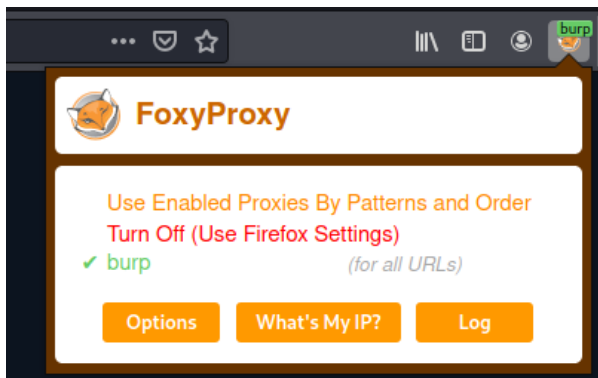 burp
FoxyProxy
Use Enabled Proxies By Patterns and Order
Turn Off (Use Firefox Settings)
✔ burp (for all URLs)
Options What's My IP? Log